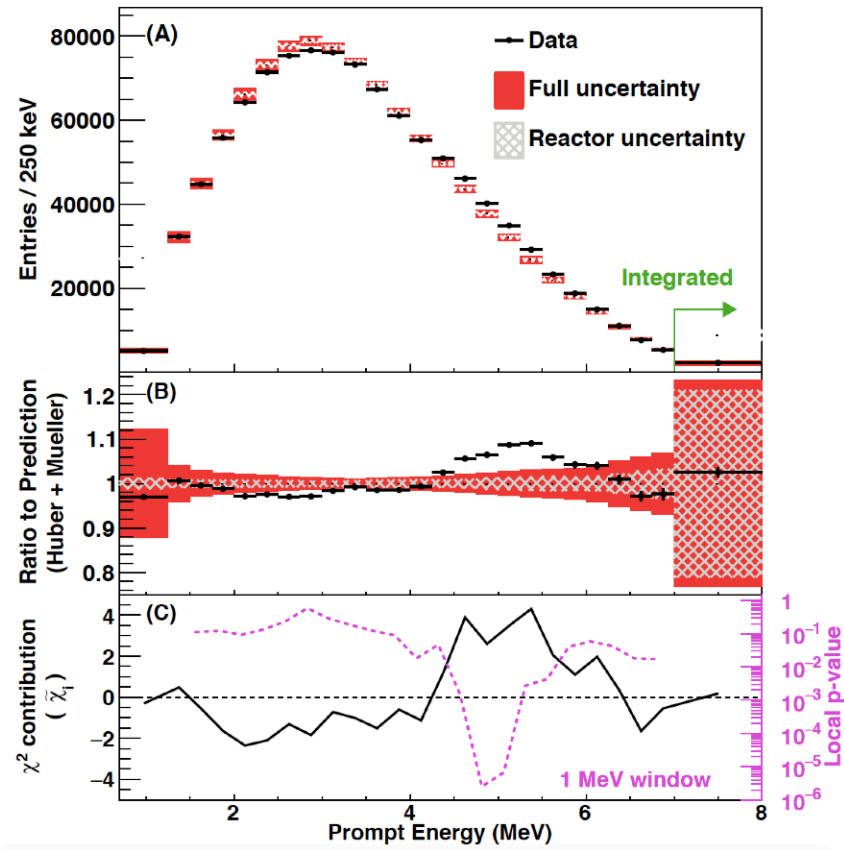 (A)
Data
Full uncertainty
Reactor uncertainty
Integrated
80000
60000
40000
20000
Entries / 250 keV
(B)
1.2
1.1
1
0.9
0.8
Ratio to Prediction
(Huber + Mueller)
(C)
4
2
0
−2
−4
χ² contribution
( χ̃ᵢ )
1
10⁻¹
10⁻²
10⁻³
10⁻⁴
10⁻⁵
10⁻⁶
Local p-value
1 MeV window
2 4 6 8
Prompt Energy (MeV)